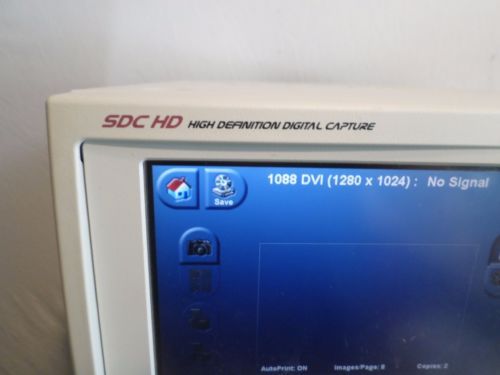 SDC HD HIGH DEFINITION DIGITAL CAPTURE
1088 DVI (1280 x 1024) : No Signal
Save
AutoPrint: ON Images/Page: 8 Copies: 2